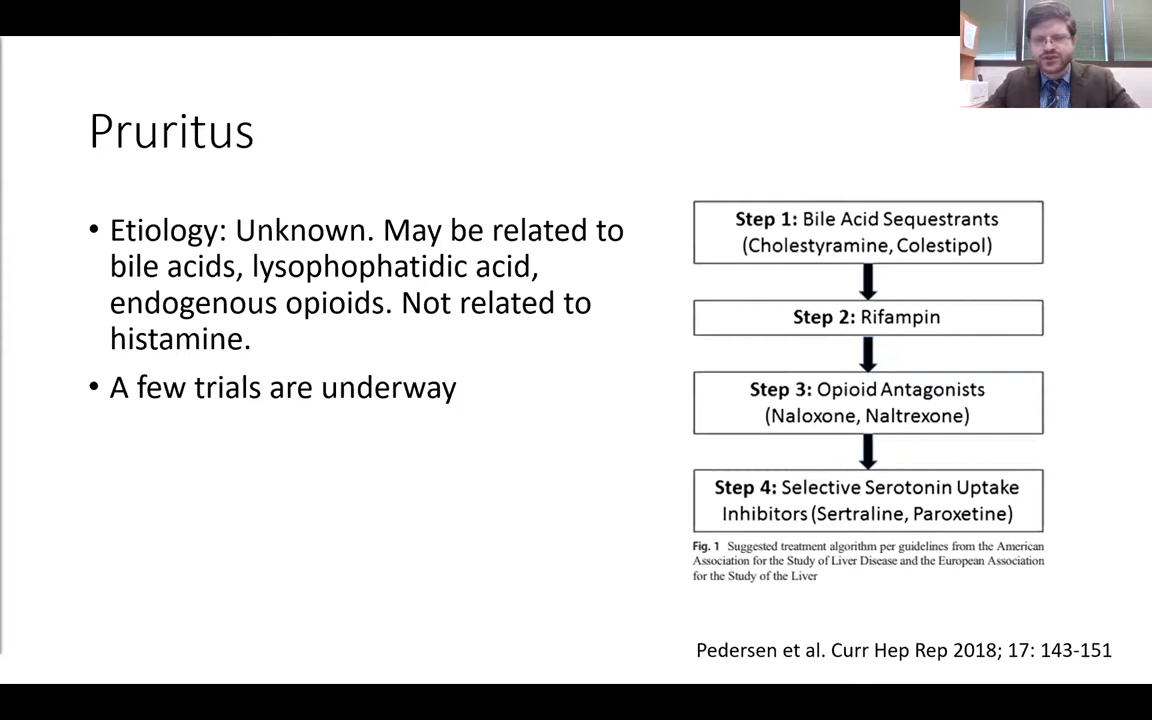 Pruritus
• Etiology: Unknown. May be related to
bile acids, lysophophatidic acid,
endogenous opioids. Not related to
histamine.
• A few trials are underway
Step 1: Bile Acid Sequestrants
(Cholestyramine, Colestipol)
Step 2: Rifampin
Step 3: Opioid Antagonists
(Naloxone, Naltrexone)
Step 4: Selective Serotonin Uptake
Inhibitors (Sertraline, Paroxetine)
Fig. 1 Suggested treatment algorithm per guidelines from the American
Association for the Study of Liver Disease and the European Association
for the Study of the Liver
Pedersen et al. Curr Hep Rep 2018; 17: 143-151